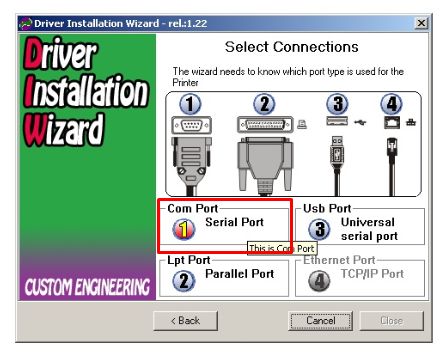 Driver Installation Wizard - rel.:1.22
Driver
Installation
Wizard
CUSTOM ENGINEERING
Select Connections
The wizard needs to know which port type is used for the
Printer
1 2 3 4
Com Port
1 Serial Port
This is Com Port
Usb Port
3 Universal
serial port
Lpt Port
2 Parallel Port
Ethernet Port
4 TCP/IP Port
< Back
Cancel
Close